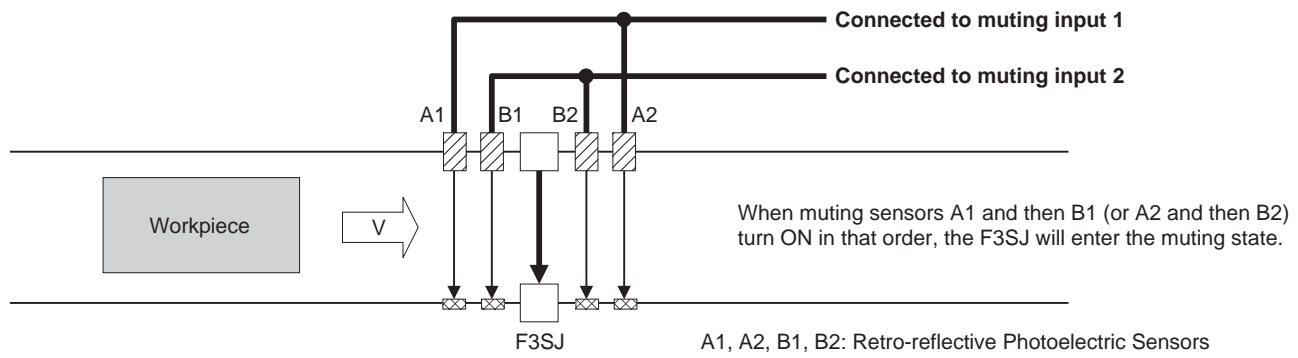 Connected to muting input 1
Connected to muting input 2
A1
B1
B2
A2
Workpiece
V
When muting sensors A1 and then B1 (or A2 and then B2)
turn ON in that order, the F3SJ will enter the muting state.
F3SJ
A1, A2, B1, B2: Retro-reflective Photoelectric Sensors